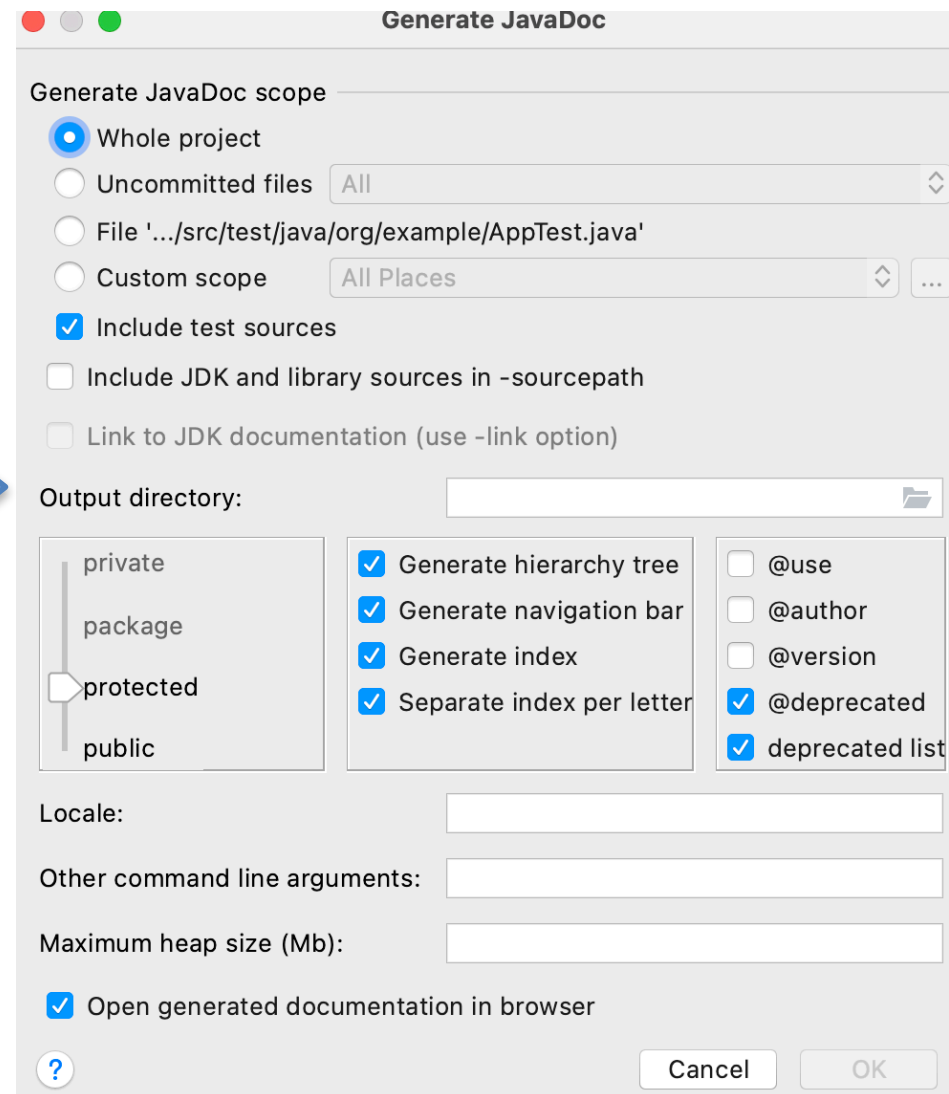 Generate JavaDoc
Generate JavaDoc scope
Whole project
Uncommitted files All
File '.../src/test/java/org/example/AppTest.java'
Custom scope All Places ...
Include test sources
Include JDK and library sources in -sourcepath
Link to JDK documentation (use -link option)
Output directory:
private
package
protected
public
Generate hierarchy tree
Generate navigation bar
Generate index
Separate index per letter
@use
@author
@version
@deprecated
deprecated list
Locale:
Other command line arguments:
Maximum heap size (Mb):
Open generated documentation in browser
? Cancel OK